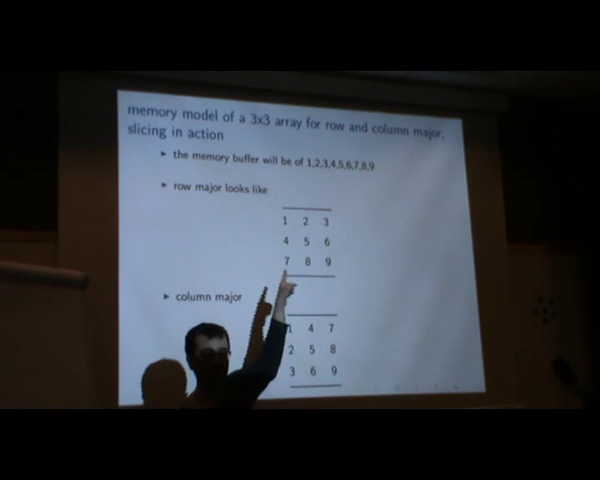 memory model of a 3x3 array for row and column major,
slicing in action
▸ the memory buffer will be of 1,2,3,4,5,6,7,8,9
▸ row major looks like
1 2 3
4 5 6
7 8 9
▸ column major
1 4 7
2 5 8
3 6 9